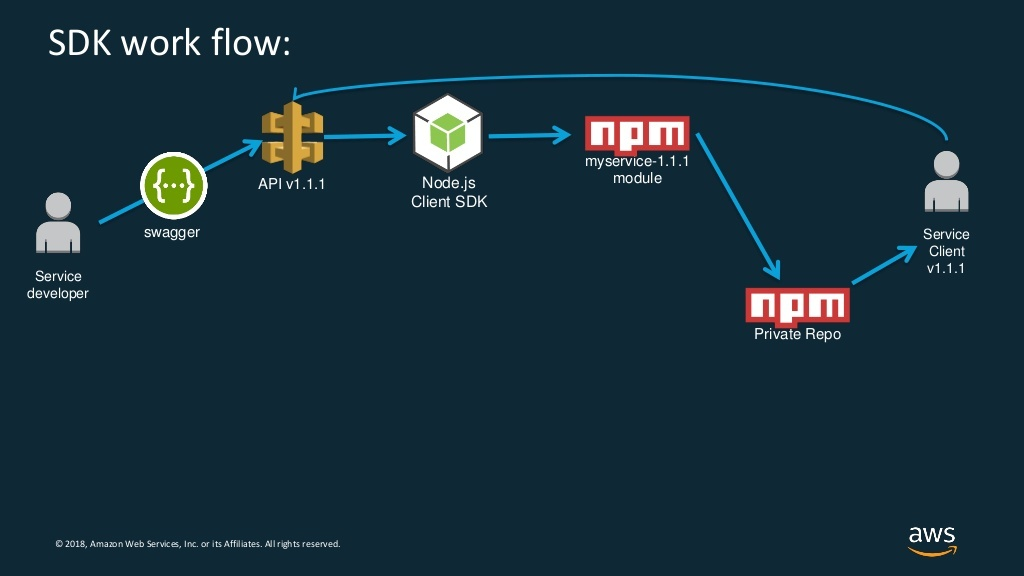 SDK work flow:
API v1.1.1
Node.js
Client SDK
npm
myservice-1.1.1
module
swagger
Service
developer
Service
Client
v1.1.1
npm
Private Repo
© 2018, Amazon Web Services, Inc. or its Affiliates. All rights reserved.
aws